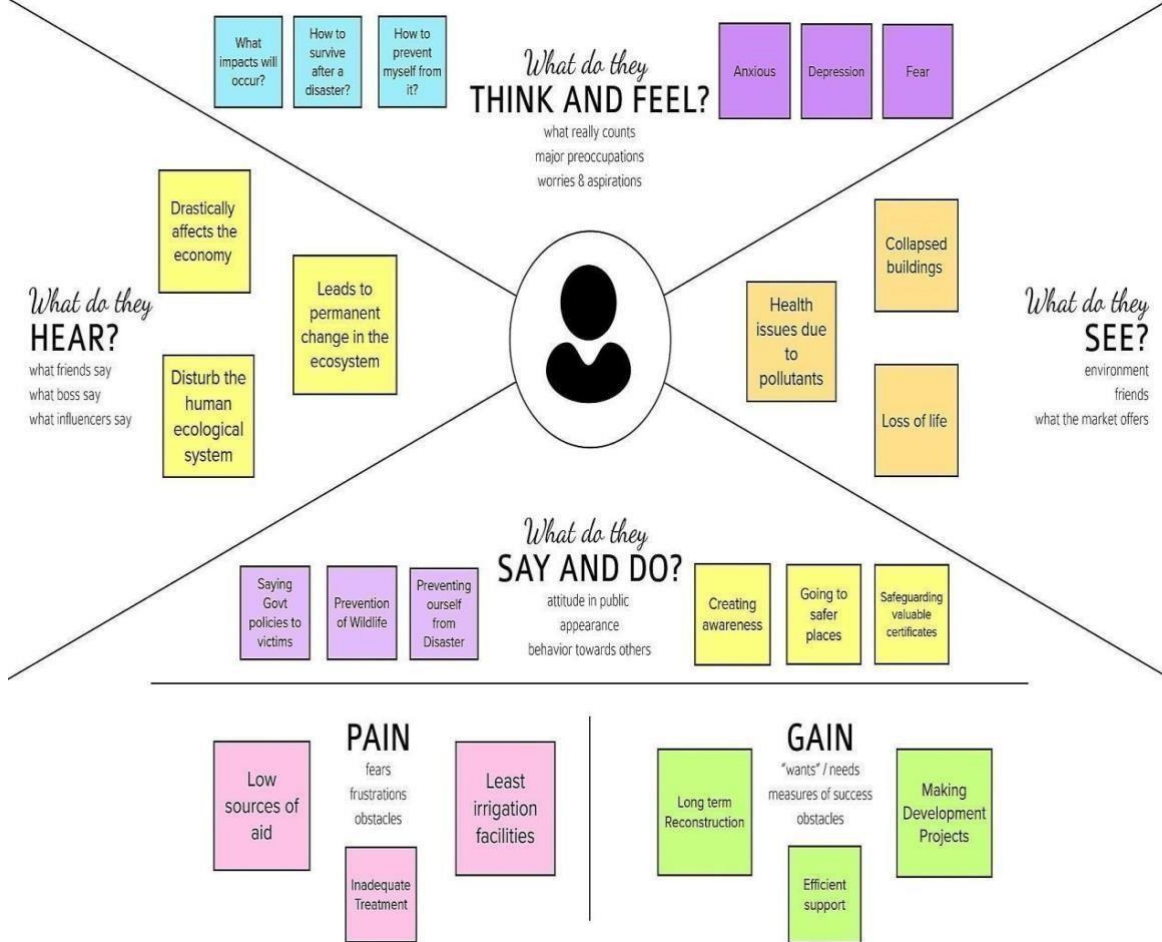 What
impacts will
occur?
How to
survive
after a
disaster?
How to
prevent
myself from
it?
What do they
THINK AND FEEL?
what really counts
major preoccupations
worries & aspirations
Anxious
Depression
Fear
What do they
HEAR?
what friends say
what boss say
what influencers say
Drastically
affects the
economy
Leads to
permanent
change in the
ecosystem
Disturb the
human
ecological
system
Collapsed
buildings
Health
issues due
to
pollutants
Loss of life
What do they
SEE?
environment
friends
what the market offers
What do they
SAY AND DO?
attitude in public
appearance
behavior towards others
Saying
Govt
policies to
victims
Prevention
of Wildlife
Preventing
ourself
from
Disaster
Creating
awareness
Going to
safer
places
Safeguarding
valuable
certificates
PAIN
fears
frustrations
obstacles
Low
sources of
aid
Least
irrigation
facilities
Inadequate
Treatment
GAIN
"wants" / needs
measures of success
obstacles
Long term
Reconstruction
Making
Development
Projects
Efficient
support